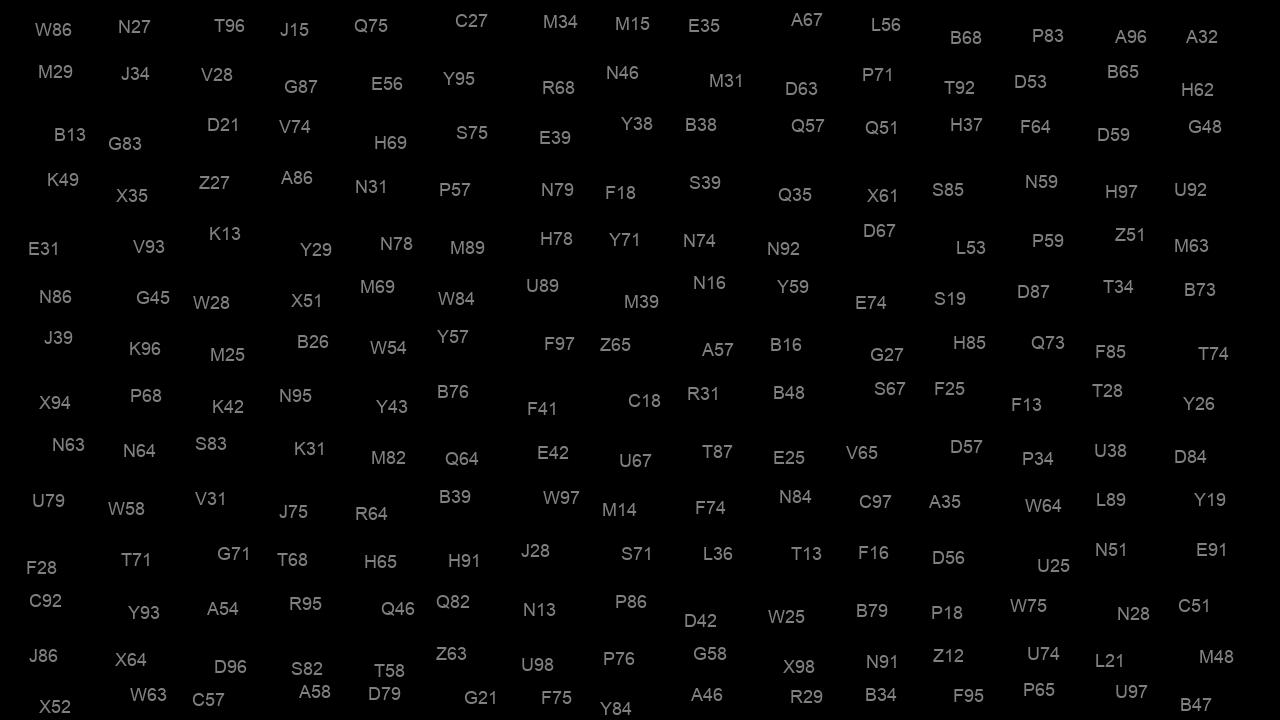 W86 N27 T96 J15 Q75 C27 M34 M15 E35 A67 L56 B68 P83 A96 A32
M29 J34 V28 G87 E56 Y95 R68 N46 M31 D63 P71 T92 D53 B65 H62
B13 G83 D21 V74 H69 S75 E39 Y38 B38 Q57 Q51 H37 F64 D59 G48
K49 X35 Z27 A86 N31 P57 N79 F18 S39 Q35 X61 S85 N59 H97 U92
E31 V93 K13 Y29 N78 M89 H78 Y71 N74 N92 D67 L53 P59 Z51 M63
N86 G45 W28 X51 M69 W84 U89 M39 N16 Y59 E74 S19 D87 T34 B73
J39 K96 M25 B26 W54 Y57 F97 Z65 A57 B16 G27 H85 Q73 F85 T74
X94 P68 K42 N95 Y43 B76 F41 C18 R31 B48 S67 F25 F13 T28 Y26
N63 N64 S83 K31 M82 Q64 E42 U67 T87 E25 V65 D57 P34 U38 D84
U79 W58 V31 J75 R64 B39 W97 M14 F74 N84 C97 A35 W64 L89 Y19
F28 T71 G71 T68 H65 H91 J28 S71 L36 T13 F16 D56 U25 N51 E91
C92 Y93 A54 R95 Q46 Q82 N13 P86 D42 W25 B79 P18 W75 N28 C51
J86 X64 D96 S82 T58 Z63 U98 P76 G58 X98 N91 Z12 U74 L21 M48
X52 W63 C57 A58 D79 G21 F75 Y84 A46 R29 B34 F95 P65 U97 B47